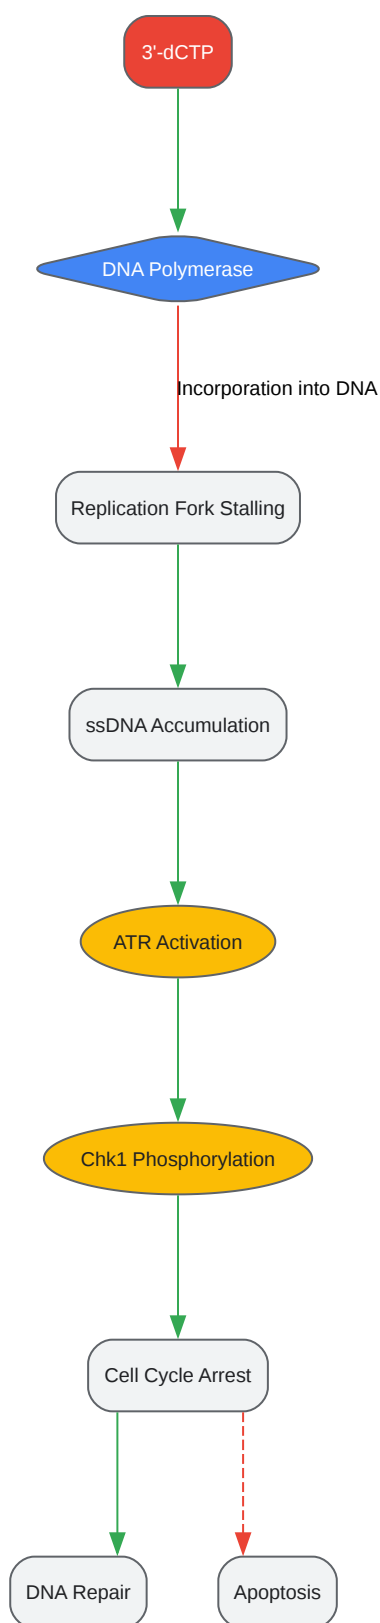 3'-dCTP
DNA Polymerase
Incorporation into DNA
Replication Fork Stalling
ssDNA Accumulation
ATR Activation
Chk1 Phosphorylation
Cell Cycle Arrest
DNA Repair
Apoptosis